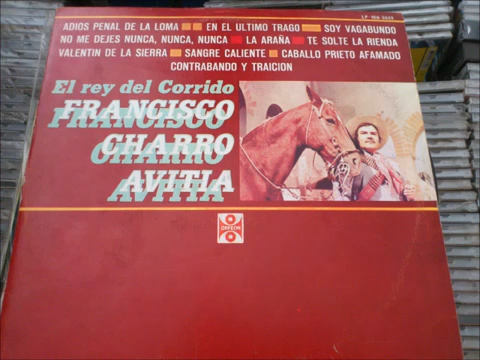 ADIOS PENAL DE LA LOMA EN EL ULTIMO TRAGO SOY VAGABUNDO
NO ME DEJES NUNCA, NUNCA, NUNCA LA ARAÑA TE SOLTE LA RIENDA
VALENTIN DE LA SIERRA SANGRE CALIENTE CABALLO PRIETO AFAMADO
CONTRABANDO Y TRAICION
El rey del Corrido
FRANCISCO
CHARRO
AVITIA
ORFEON